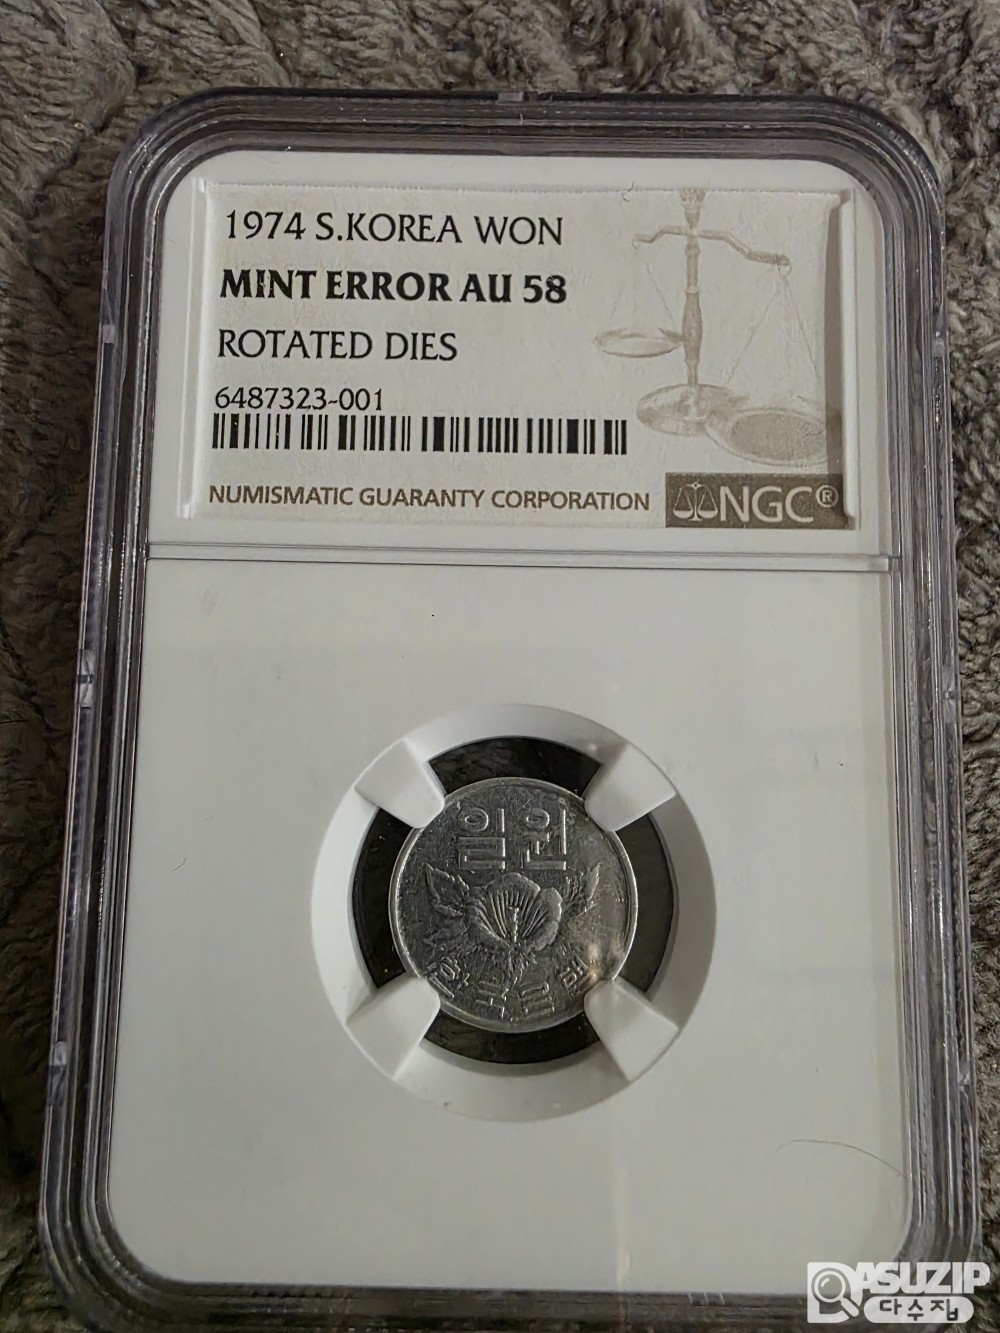 1974 S.KOREA WON
MINT ERROR AU 58
ROTATED DIES
6487323-001
NUMISMATIC GUARANTY CORPORATION
NGC®
일원
한국은행
DASUZIP
다수집